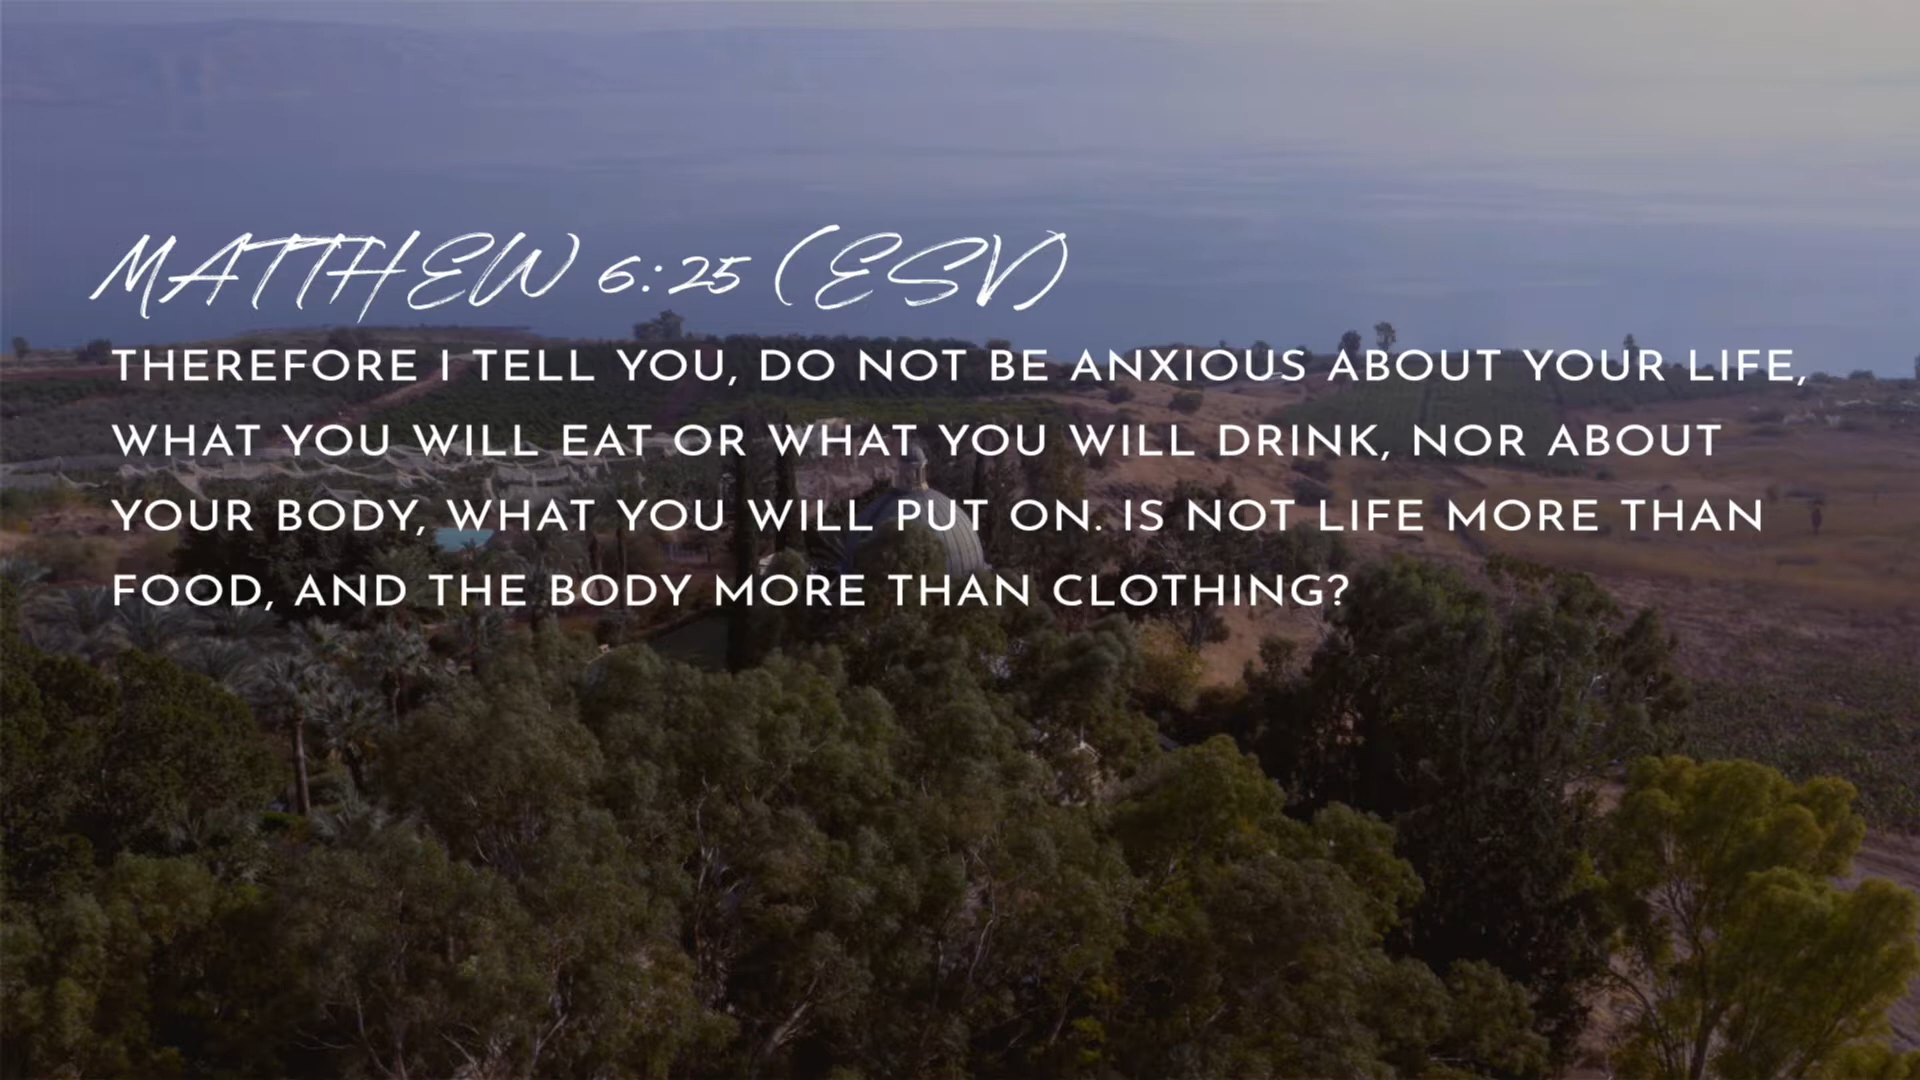 MATTHEW 6:25 (ESV)
THEREFORE I TELL YOU, DO NOT BE ANXIOUS ABOUT YOUR LIFE,
WHAT YOU WILL EAT OR WHAT YOU WILL DRINK, NOR ABOUT
YOUR BODY, WHAT YOU WILL PUT ON. IS NOT LIFE MORE THAN
FOOD, AND THE BODY MORE THAN CLOTHING?